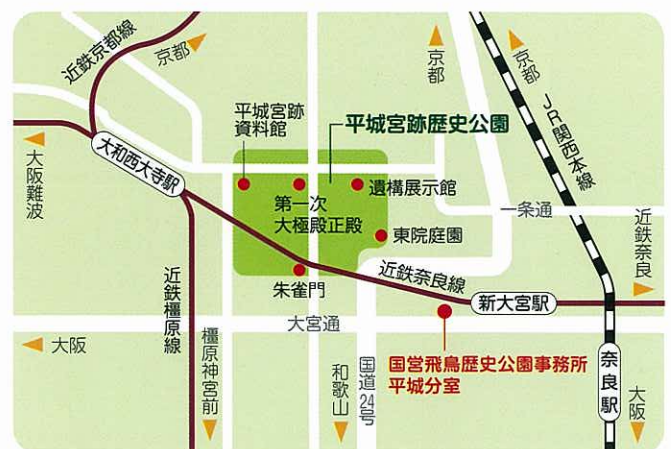 近鉄京都線
京都
京都
京都
JR関西本線
平城宮跡
資料館
平城宮跡歴史公園
大和西大寺駅
大阪難波
第一次
大極殿正殿
遺構展示館
一条通
東院庭園
近鉄奈良
近鉄奈良線
朱雀門
新大宮駅
近鉄橿原線
大宮通
大阪
橿原神宮前
和歌山
国道24号
国営飛鳥歴史公園事務所
平城分室
奈良駅
大阪